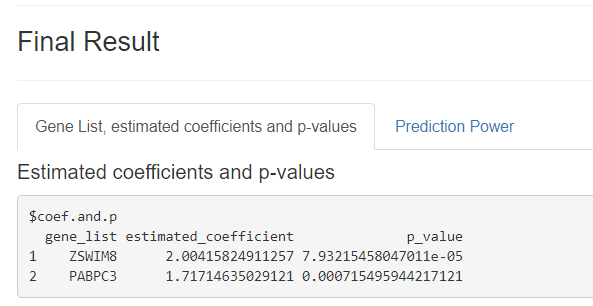 Final Result
Gene List, estimated coefficients and p-values Prediction Power
Estimated coefficients and p-values
$coef.and.p
gene_list estimated_coefficient p_value
1 ZSWIM8 2.00415824911257 7.93215458047011e-05
2 PABPC3 1.71714635029121 0.000715495944217121